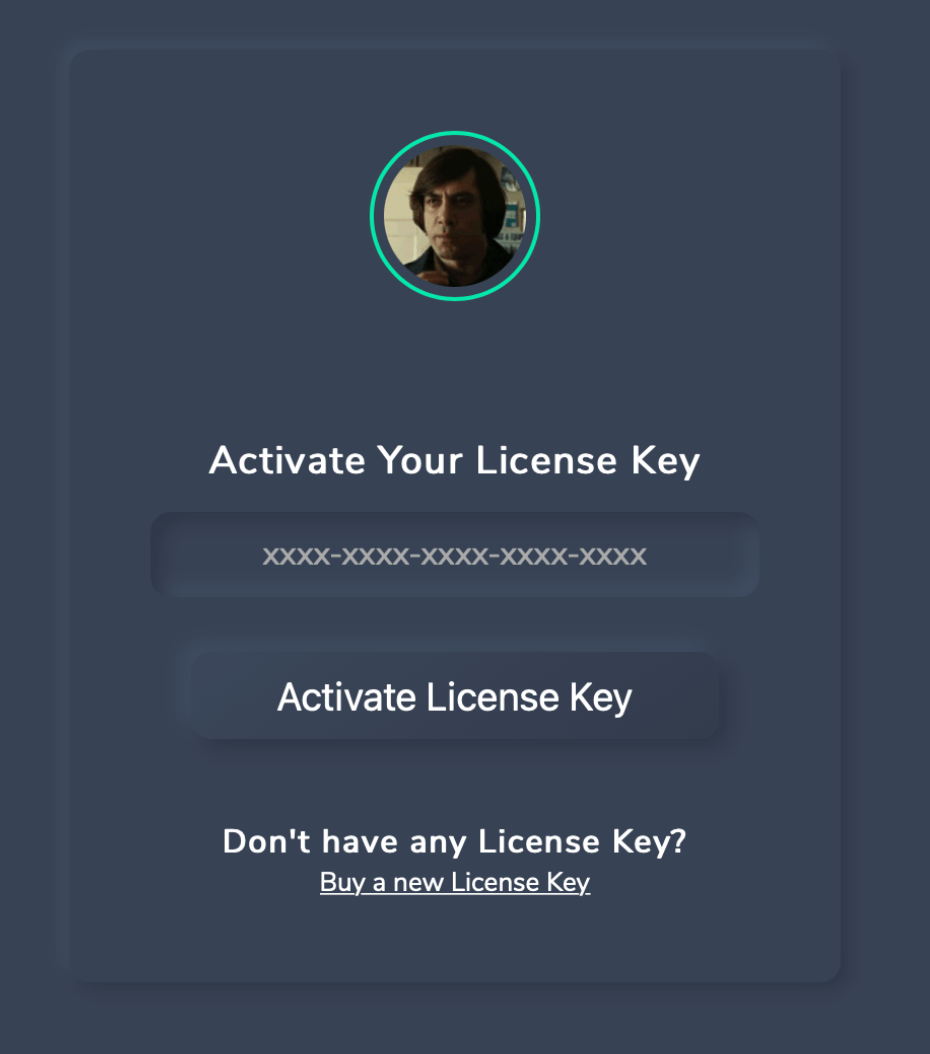 Activate Your License Key
xxxx-xxxx-xxxx-xxxx-xxxx
Activate License Key
Don't have any License Key?
Buy a new License Key